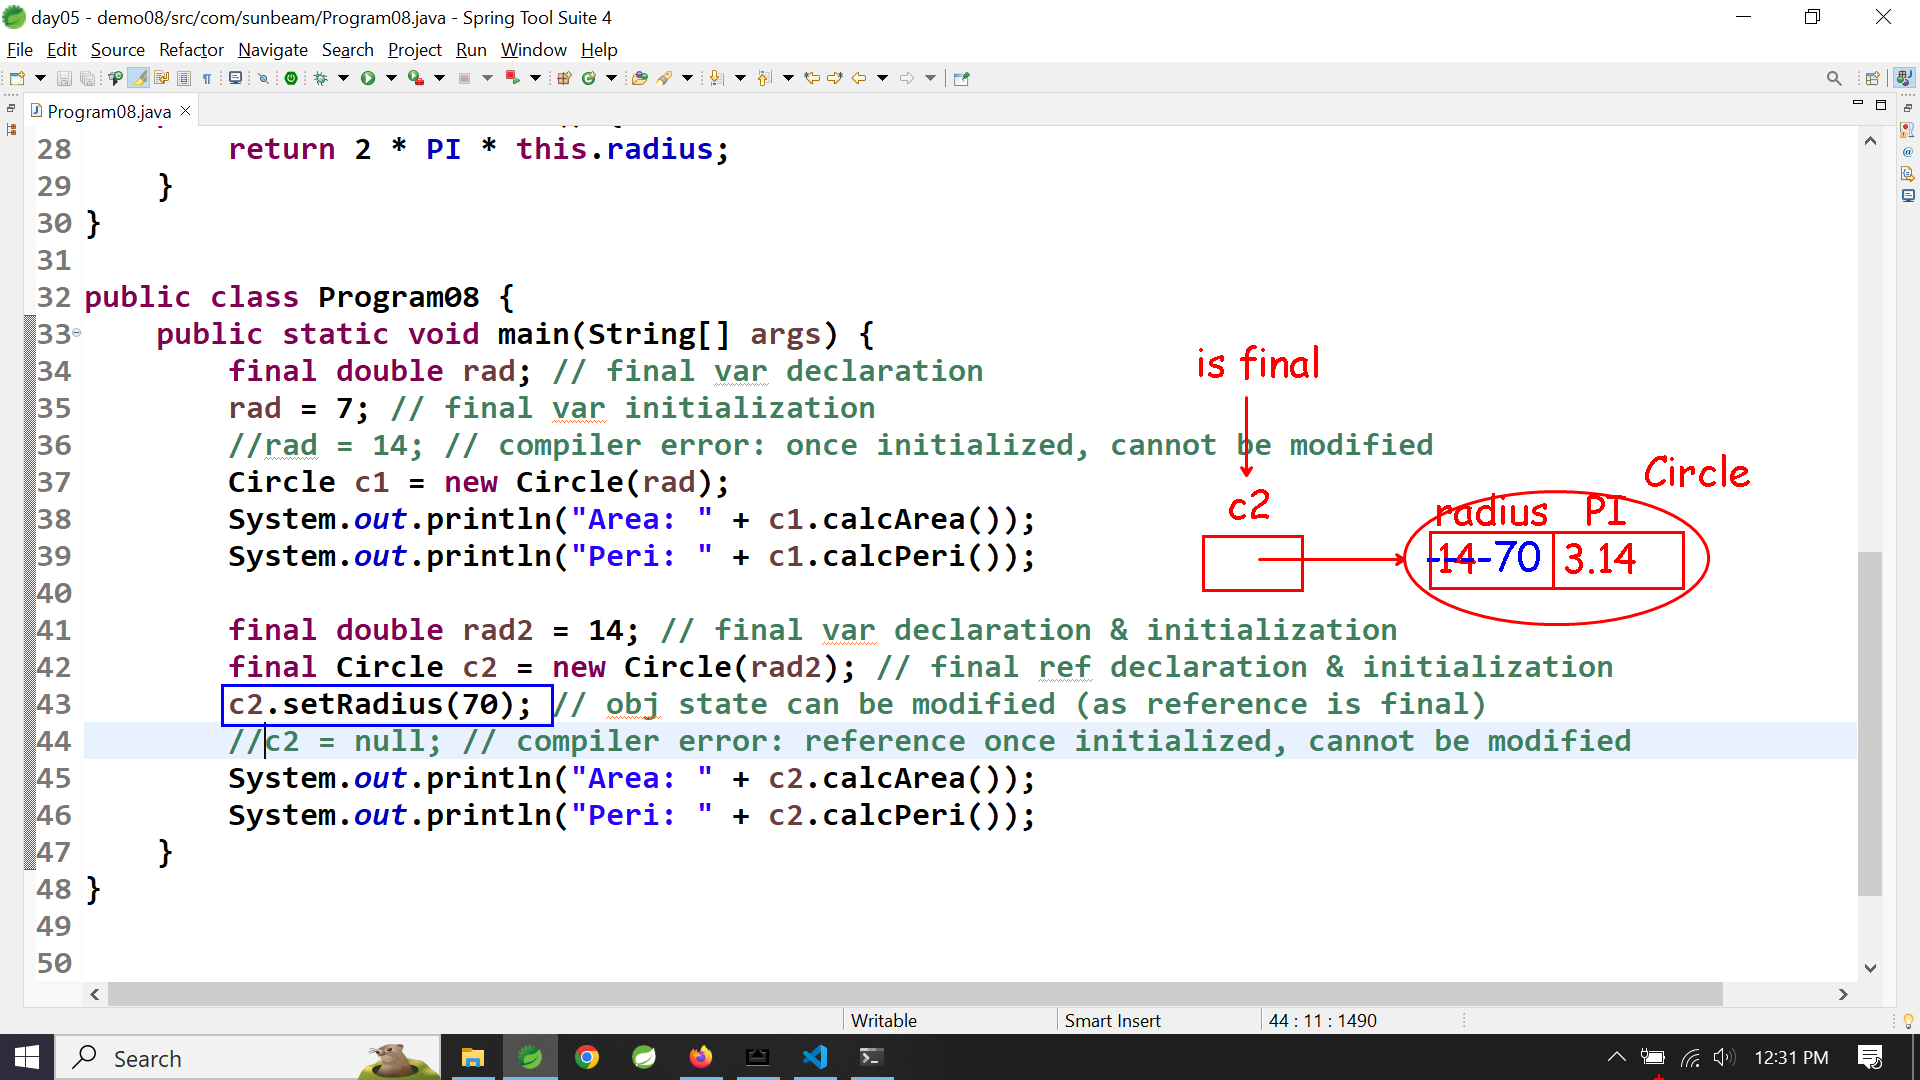 day05 - demo08/src/com/sunbeam/Program08.java - Spring Tool Suite 4
File Edit Source Refactor Navigate Search Project Run Window Help
Program08.java
28 return 2 * PI * this.radius;
29 }
30 }
31
32 public class Program08 {
33 public static void main(String[] args) {
34 final double rad; // final var declaration
35 rad = 7; // final var initialization
36 //rad = 14; // compiler error: once initialized, cannot be modified
37 Circle c1 = new Circle(rad);
38 System.out.println("Area: " + c1.calcArea());
39 System.out.println("Peri: " + c1.calcPeri());
40
41 final double rad2 = 14; // final var declaration & initialization
42 final Circle c2 = new Circle(rad2); // final ref declaration & initialization
43 c2.setRadius(70); // obj state can be modified (as reference is final)
44 //c2 = null; // compiler error: reference once initialized, cannot be modified
45 System.out.println("Area: " + c2.calcArea());
46 System.out.println("Peri: " + c2.calcPeri());
47 }
48 }
49
50
is final
c2
Circle
radius PI
14 70 3.14
Writable Smart Insert 44 : 11 : 1490
Search
12:31 PM